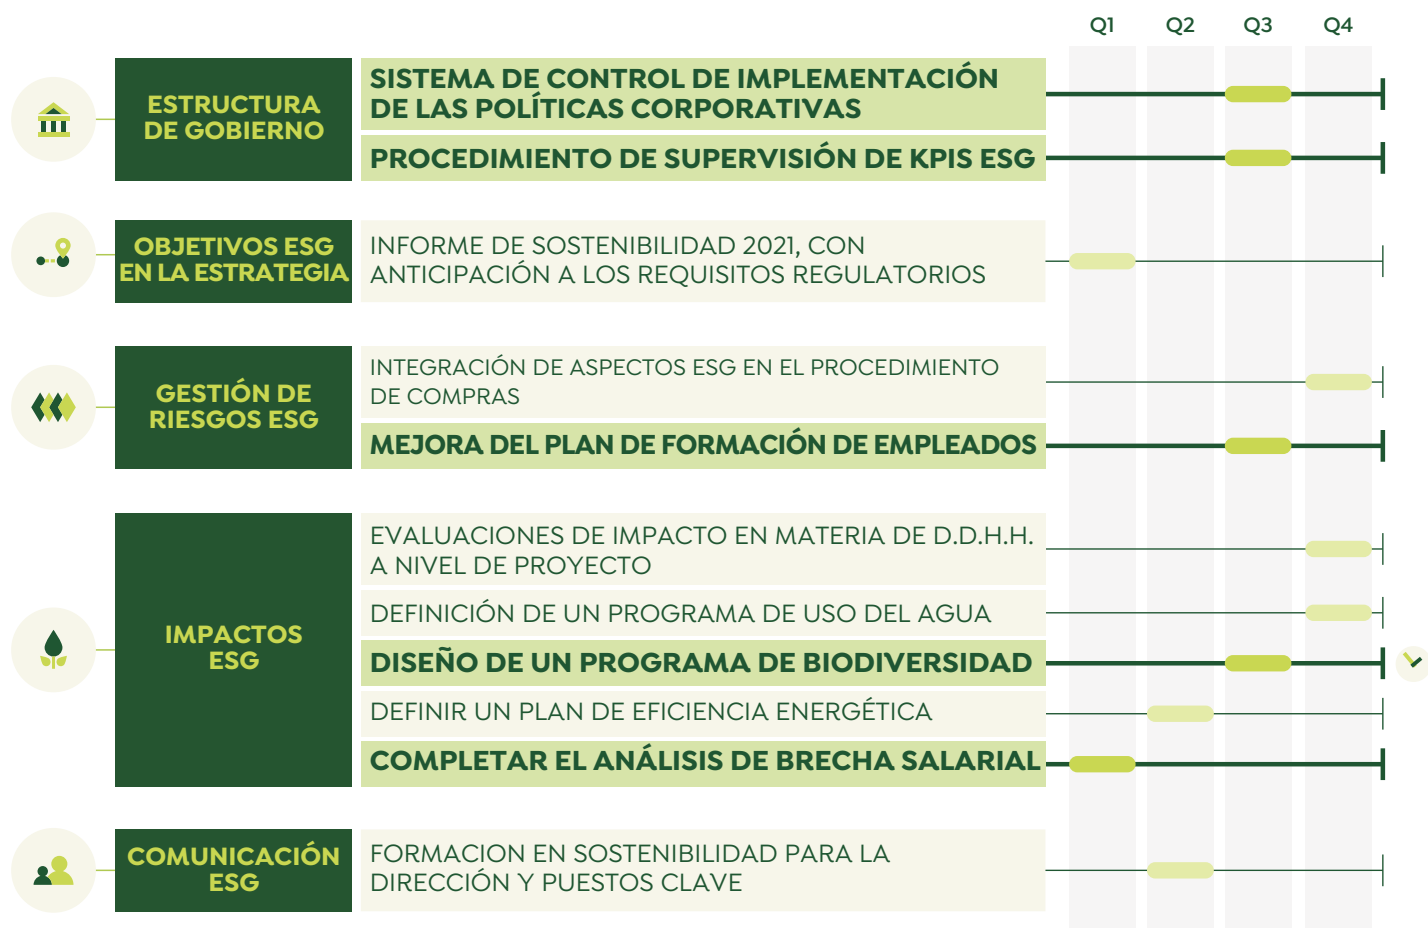 Q1 Q2 Q3 Q4
ESTRUCTURA
DE GOBIERNO
SISTEMA DE CONTROL DE IMPLEMENTACIÓN
DE LAS POLÍTICAS CORPORATIVAS
PROCEDIMIENTO DE SUPERVISIÓN DE KPIS ESG
OBJETIVOS ESG
EN LA ESTRATEGIA
INFORME DE SOSTENIBILIDAD 2021, CON
ANTICIPACIÓN A LOS REQUISITOS REGULATORIOS
GESTIÓN DE
RIESGOS ESG
INTEGRACIÓN DE ASPECTOS ESG EN EL PROCEDIMIENTO
DE COMPRAS
MEJORA DEL PLAN DE FORMACIÓN DE EMPLEADOS
IMPACTOS
ESG
EVALUACIONES DE IMPACTO EN MATERIA DE D.D.H.H.
A NIVEL DE PROYECTO
DEFINICIÓN DE UN PROGRAMA DE USO DEL AGUA
DISEÑO DE UN PROGRAMA DE BIODIVERSIDAD
DEFINIR UN PLAN DE EFICIENCIA ENERGÉTICA
COMPLETAR EL ANÁLISIS DE BRECHA SALARIAL
COMUNICACIÓN
ESG
FORMACION EN SOSTENIBILIDAD PARA LA
DIRECCIÓN Y PUESTOS CLAVE